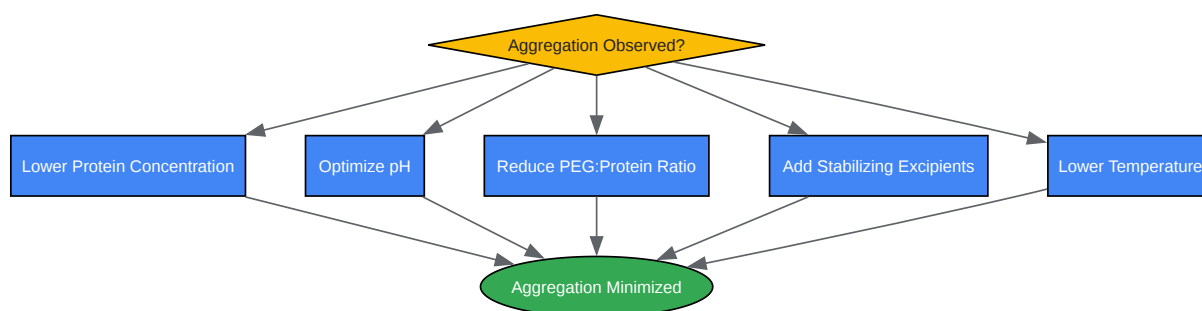 Aggregation Observed?
Lower Protein Concentration
Optimize pH
Reduce PEG:Protein Ratio
Add Stabilizing Excipients
Lower Temperature
Aggregation Minimized